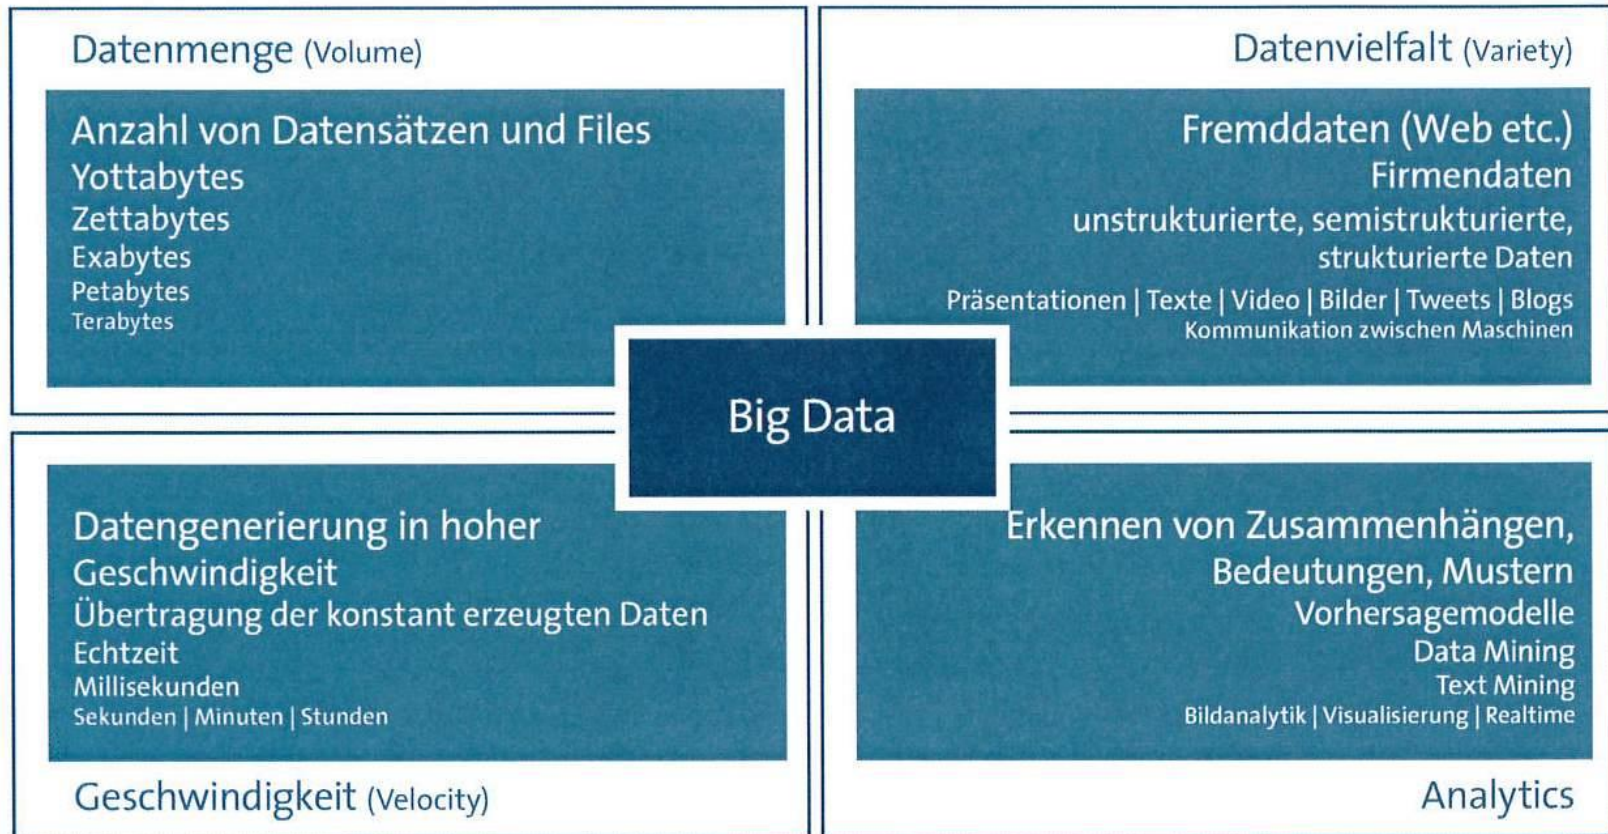 Datenmenge (Volume)
Anzahl von Datensätzen und Files
Yottabytes
Zettabytes
Exabytes
Petabytes
Terabytes
Datenvielfalt (Variety)
Fremddaten (Web etc.)
Firmendaten
unstrukturierte, semistrukturierte,
strukturierte Daten
Präsentationen | Texte | Video | Bilder | Tweets | Blogs
Kommunikation zwischen Maschinen
Big Data
Datengenerierung in hoher
Geschwindigkeit
Übertragung der konstant erzeugten Daten
Echtzeit
Millisekunden
Sekunden | Minuten | Stunden
Geschwindigkeit (Velocity)
Erkennen von Zusammenhängen,
Bedeutungen, Mustern
Vorhersagemodelle
Data Mining
Text Mining
Bildanalytik | Visualisierung | Realtime
Analytics